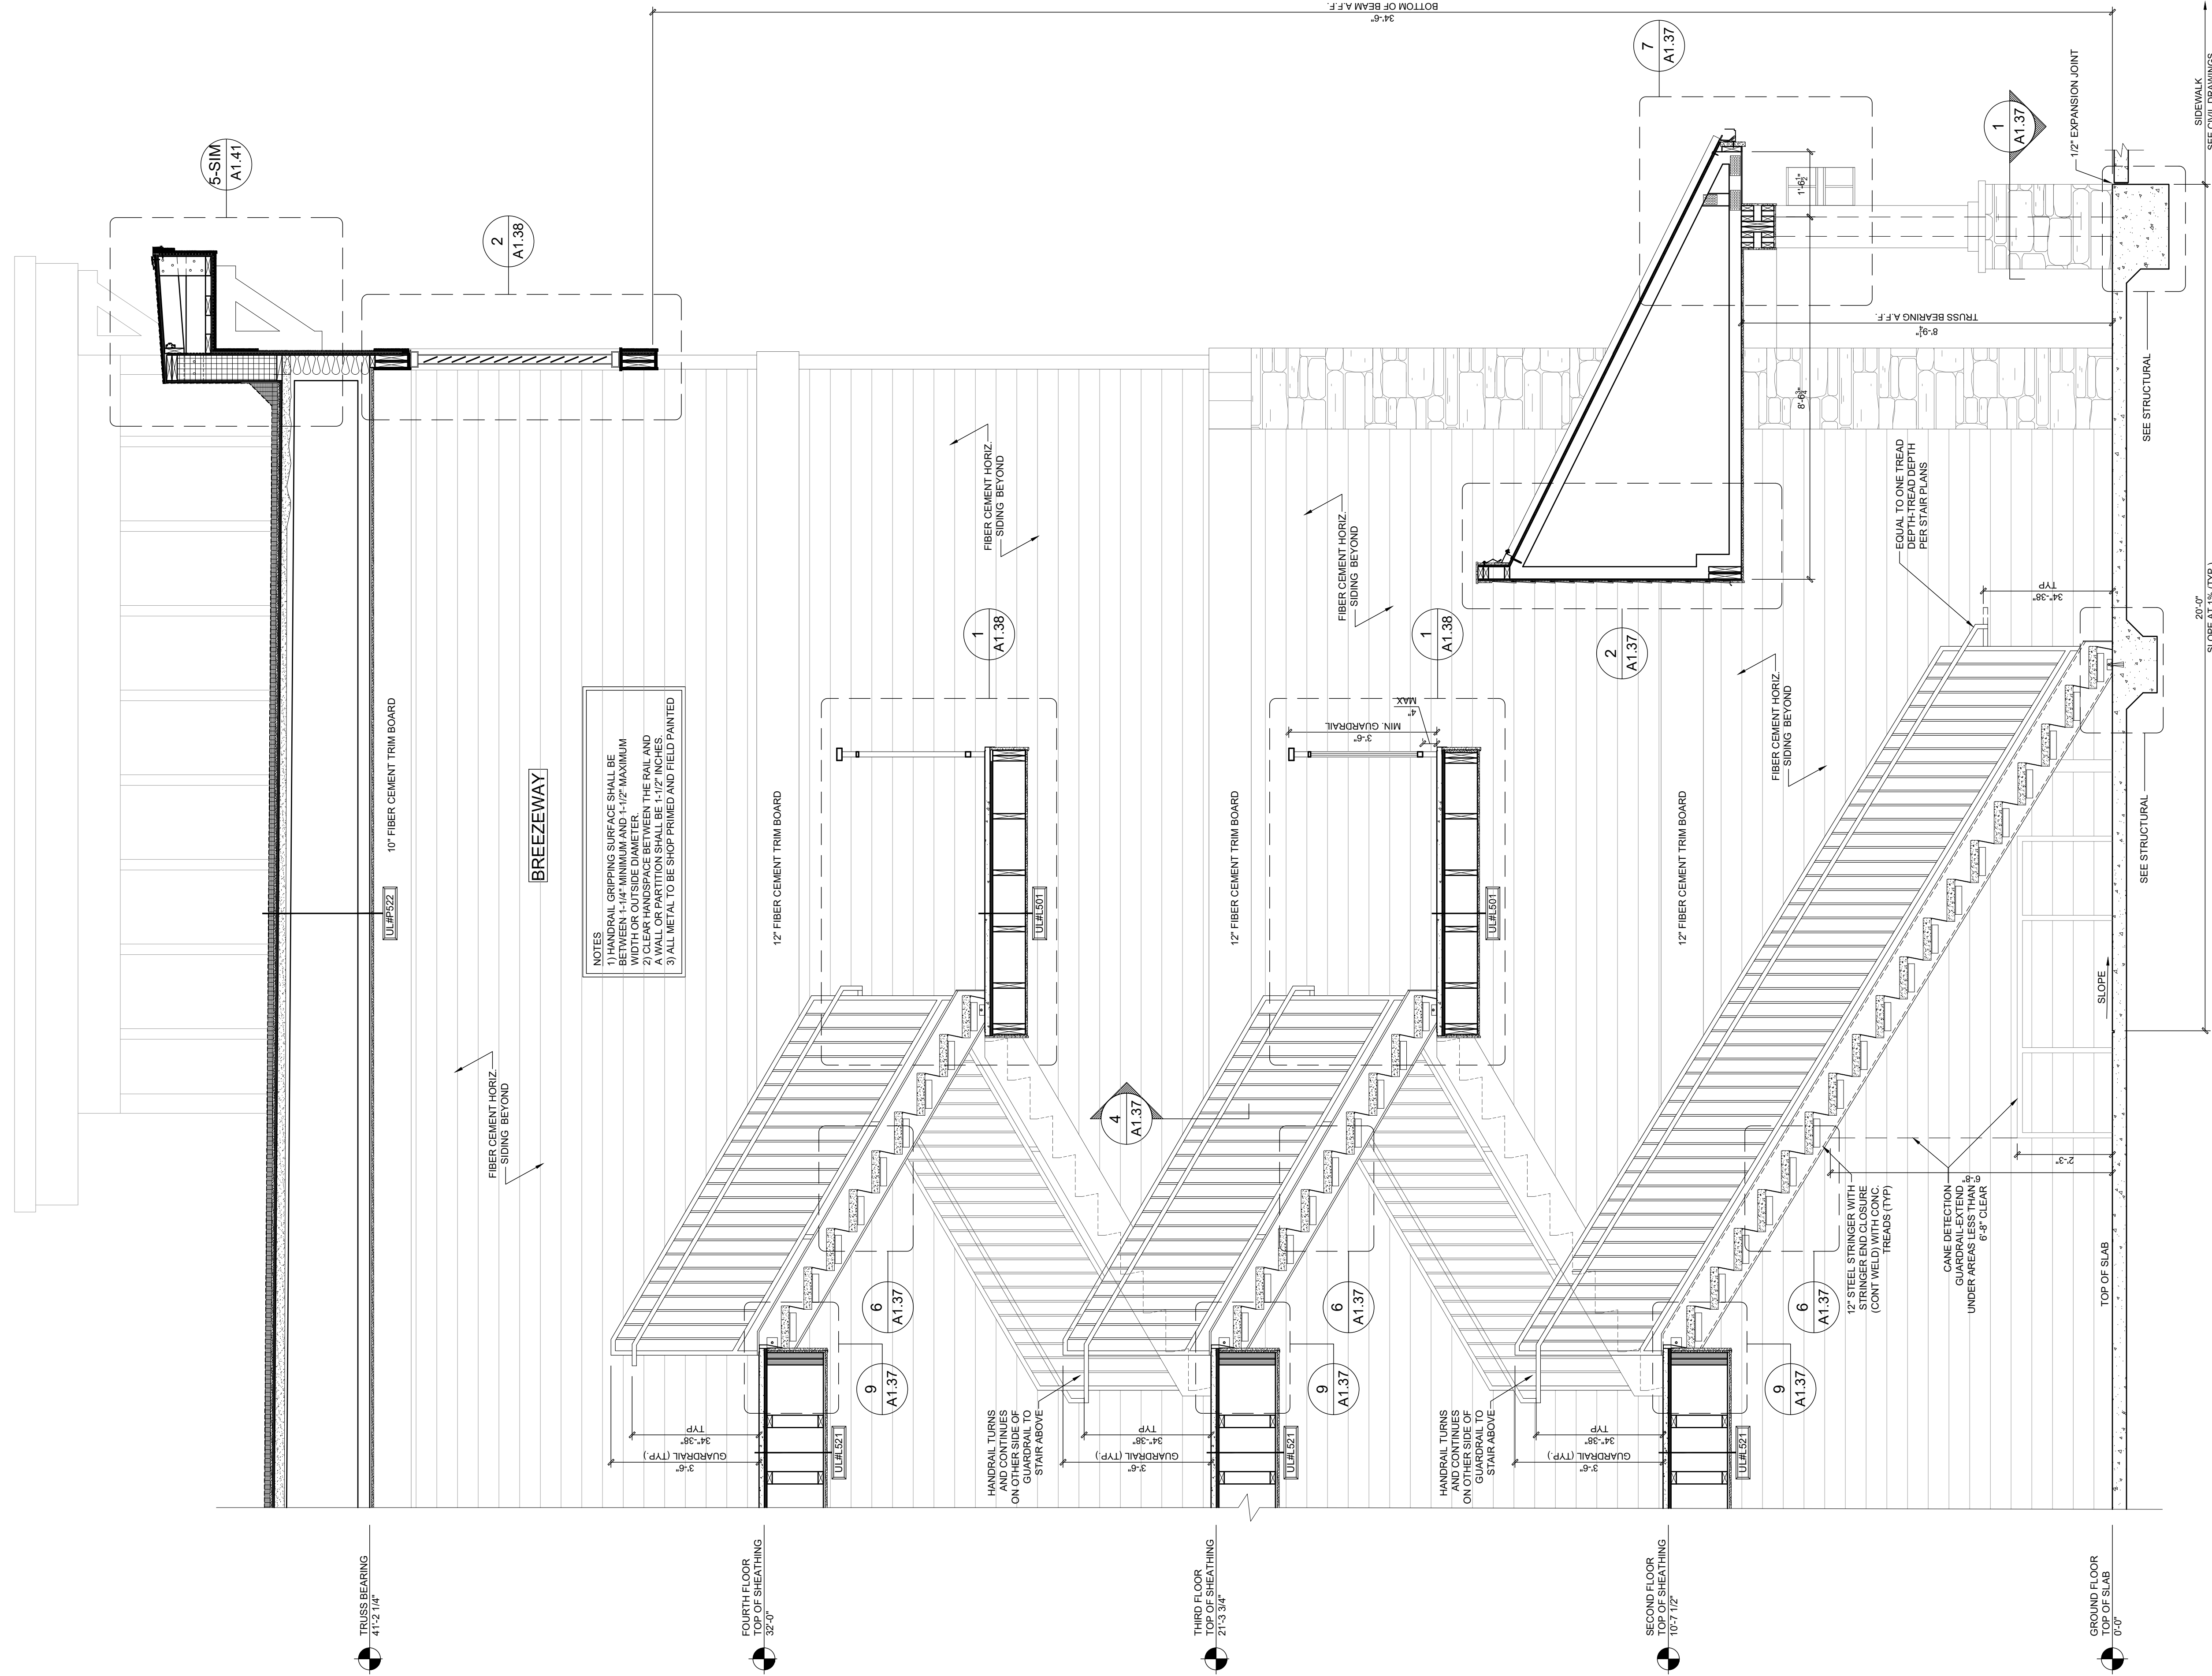 5-SIM
A1.41
2
A1.38
10" FIBER CEMENT TRIM BOARD
UL#P522
BREEZEWAY
FIBER CEMENT HORIZ.
SIDING BEYOND
NOTES
1) HANDRAIL GRIPPING SURFACE SHALL BE
BETWEEN 1-1/4" MINIMUM AND 1-1/2" MAXIMUM
WIDTH OR OUTSIDE DIAMETER.
2) CLEAR HANDSPACE BETWEEN THE RAIL AND
A WALL OR PARTITION SHALL BE 1-1/2" INCHES.
3) ALL METAL TO BE SHOP PRIMED AND FIELD PAINTED
34'-6"
BOTTOM OF BEAM A.F.F.
12" FIBER CEMENT TRIM BOARD
FIBER CEMENT HORIZ.
SIDING BEYOND
1
A1.38
UL#L501
6
A1.37
9
A1.37
UL#L521
3'-6"
GUARDRAIL (TYP.)
34"-38"
TYP
HANDRAIL TURNS
AND CONTINUES
ON OTHER SIDE OF
GUARDRAIL TO
STAIR ABOVE
4
A1.37
12" FIBER CEMENT TRIM BOARD
FIBER CEMENT HORIZ.
SIDING BEYOND
1
A1.38
3'-6"
MIN. GUARDRAIL
4"
MAX
UL#L501
6
A1.37
9
A1.37
UL#L521
3'-6"
GUARDRAIL (TYP.)
34"-38"
TYP
HANDRAIL TURNS
AND CONTINUES
ON OTHER SIDE OF
GUARDRAIL TO
STAIR ABOVE
7
A1.37
2
A1.37
8'-6 3/4"
1'-6 1/2"
8'-9 1/4"
TRUSS BEARING A.F.F.
12" FIBER CEMENT TRIM BOARD
FIBER CEMENT HORIZ.
SIDING BEYOND
EQUAL TO ONE TREAD
DEPTH-TREAD DEPTH
PER STAIR PLANS
34"-38"
TYP
1
A1.37
1/2" EXPANSION JOINT
6
A1.37
9
A1.37
UL#L521
3'-6"
GUARDRAIL (TYP.)
34"-38"
TYP
12" STEEL STRINGER WITH
STRINGER END CLOSURE
(CONT WELD) WITH CONC.
TREADS (TYP)
CANE DETECTION
GUARDRAIL-EXTEND
UNDER AREAS LESS THAN
6'-8" CLEAR
6'-8"
2'-3"
TOP OF SLAB
SLOPE
SEE STRUCTURAL
SEE STRUCTURAL
20'-0"
SLOPE AT 1% (TYP.)
SIDEWALK
SEE CIVIL DRAWINGS
TRUSS BEARING
41'-2 1/4"
FOURTH FLOOR
TOP OF SHEATHING
32'-0"
THIRD FLOOR
TOP OF SHEATHING
21'-3 3/4"
SECOND FLOOR
TOP OF SHEATHING
10'-7 1/2"
GROUND FLOOR
TOP OF SLAB
0'-0"